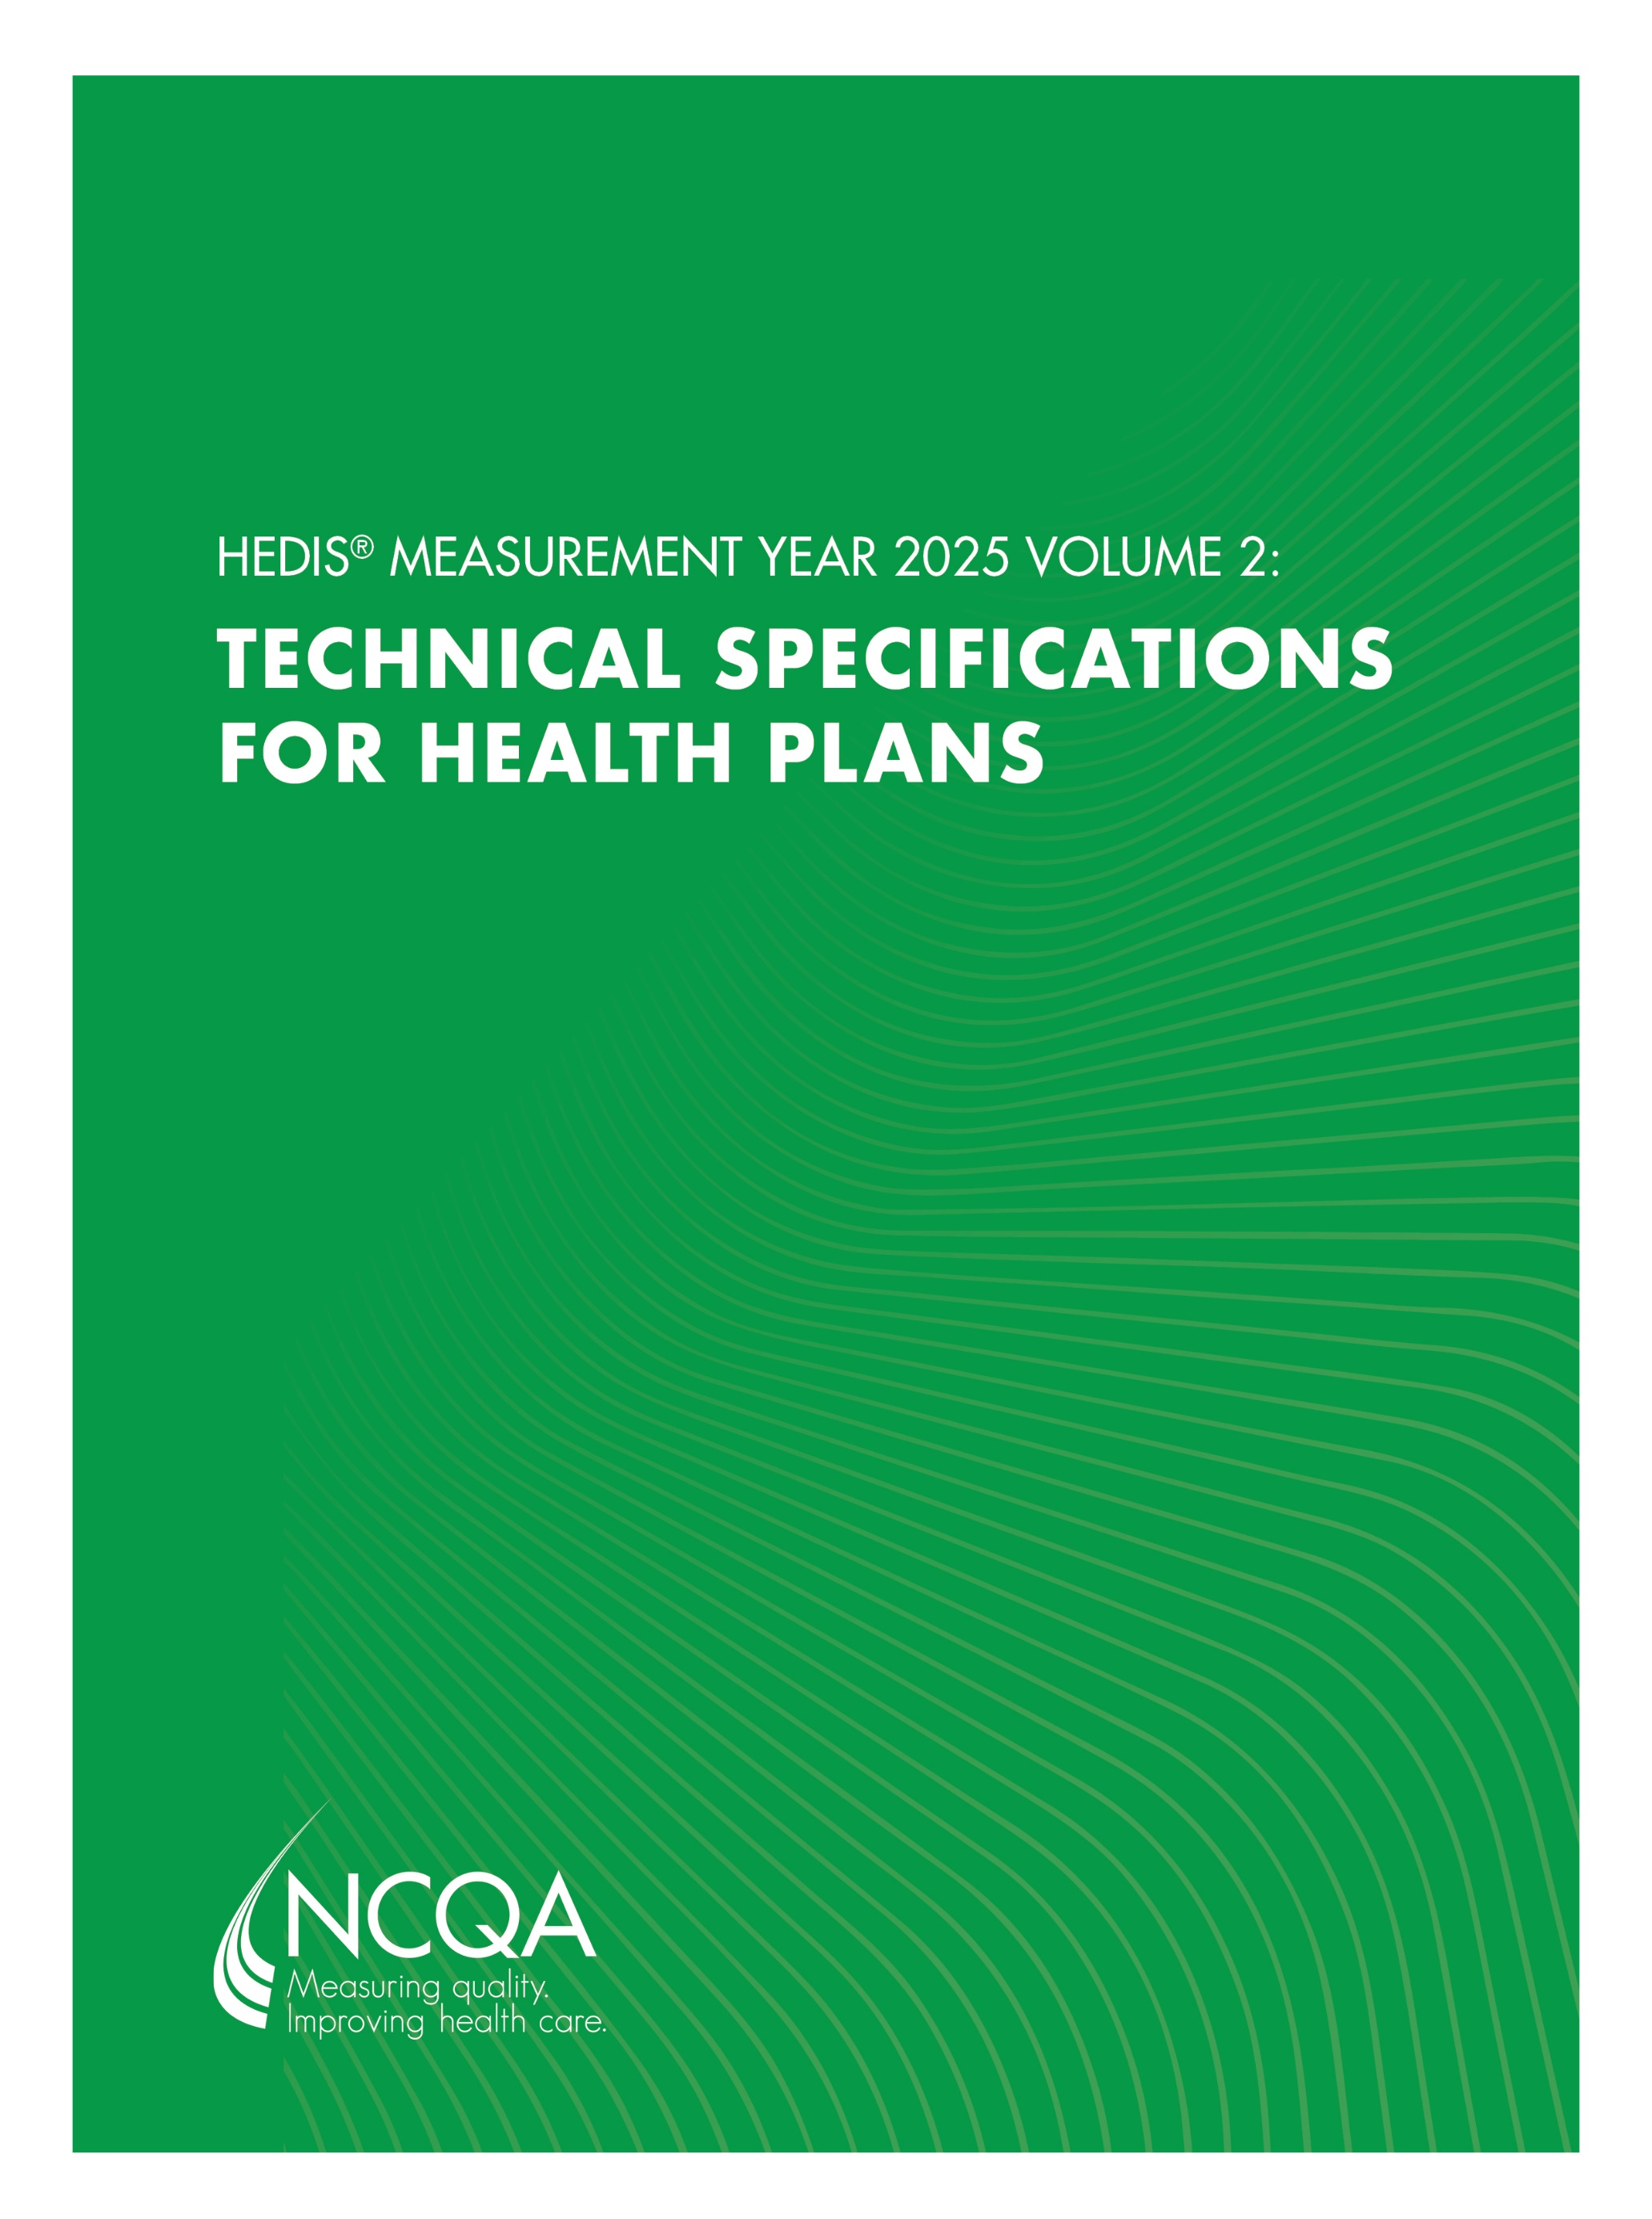 HEDIS® MEASUREMENT YEAR 2025 VOLUME 2:
TECHNICAL SPECIFICATIONS
FOR HEALTH PLANS
NCQA
Measuring quality.
Improving health care.